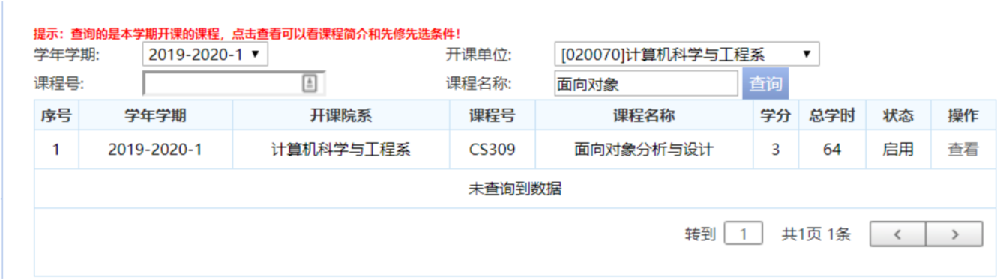 提示：查询的是本学期开课的课程，点击查看可以看课程简介和先修先选条件！
学年学期: 2019-2020-1 开课单位: [020070]计算机科学与工程系
课程号: 课程名称: 面向对象 查询
序号 学年学期 开课院系 课程号 课程名称 学分 总学时 状态 操作
1 2019-2020-1 计算机科学与工程系 CS309 面向对象分析与设计 3 64 启用 查看
未查询到数据
转到 1 共1页 1条 < >